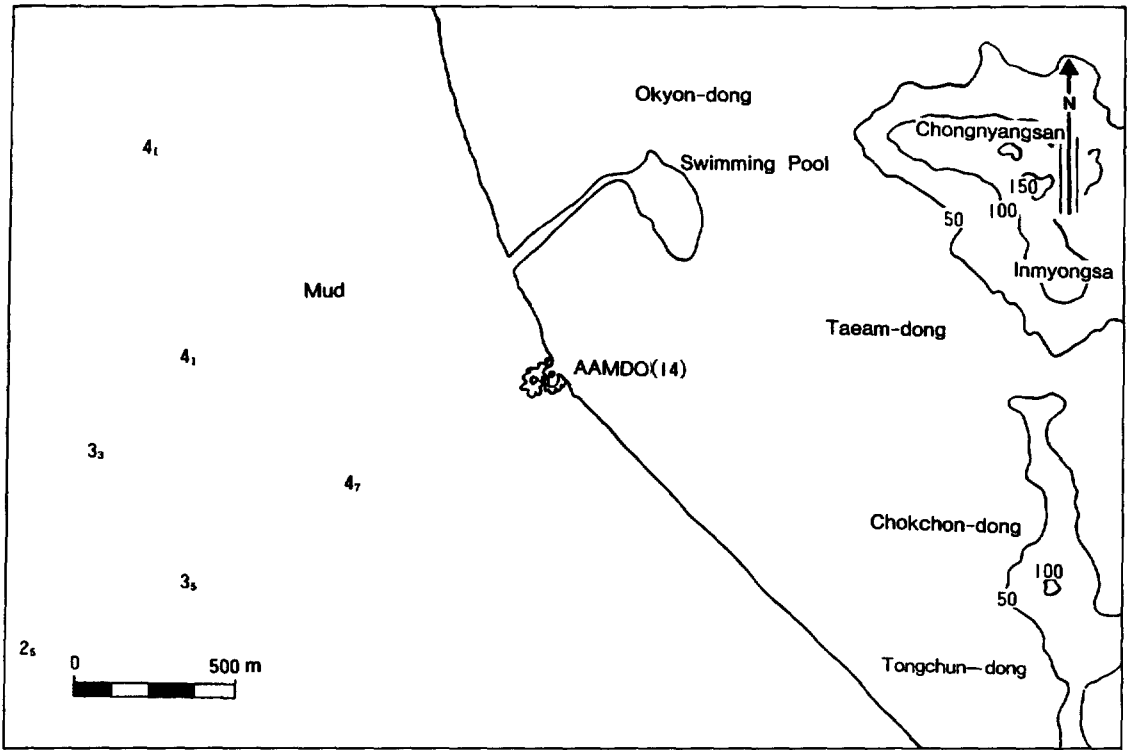 Okyon-dong
N
Chongnyangsan
4₁
Swimming Pool
150
100
50
Inmyongsa
Mud
Taeam-dong
4₁
AAMDO(14)
3₃
4₇
Chokchon-dong
100
3₅
50
2₅
0 500 m
Tongchun-dong